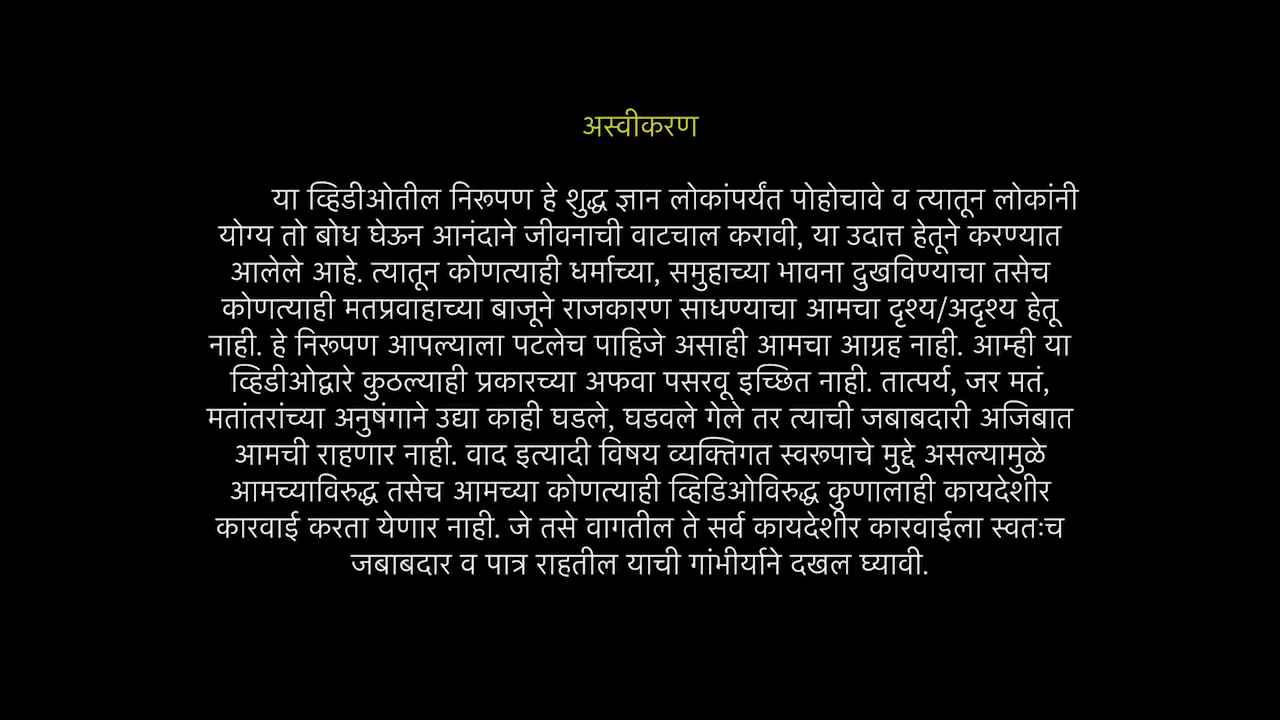 अस्वीकरण
या व्हिडीओतील निरूपण हे शुद्ध ज्ञान लोकांपर्यंत पोहोचावे व त्यातून लोकांनी
योग्य तो बोध घेऊन आनंदाने जीवनाची वाटचाल करावी, या उदात्त हेतूने करण्यात
आलेले आहे. त्यातून कोणत्याही धर्माच्या, समुहाच्या भावना दुखविण्याचा तसेच
कोणत्याही मतप्रवाहाच्या बाजूने राजकारण साधण्याचा आमचा दृश्य/अदृश्य हेतू
नाही. हे निरूपण आपल्याला पटलेच पाहिजे असाही आमचा आग्रह नाही. आम्ही या
व्हिडीओद्वारे कुठल्याही प्रकारच्या अफवा पसरवू इच्छित नाही. तात्पर्य, जर मतं,
मतांतरांच्या अनुषंगाने उद्या काही घडले, घडवले गेले तर त्याची जबाबदारी अजिबात
आमची राहणार नाही. वाद इत्यादी विषय व्यक्तिगत स्वरूपाचे मुद्दे असल्यामुळे
आमच्याविरुद्ध तसेच आमच्या कोणत्याही व्हिडिओविरुद्ध कुणालाही कायदेशीर
कारवाई करता येणार नाही. जे तसे वागतील ते सर्व कायदेशीर कारवाईला स्वतःच
जबाबदार व पात्र राहतील याची गांभीर्याने दखल घ्यावी.